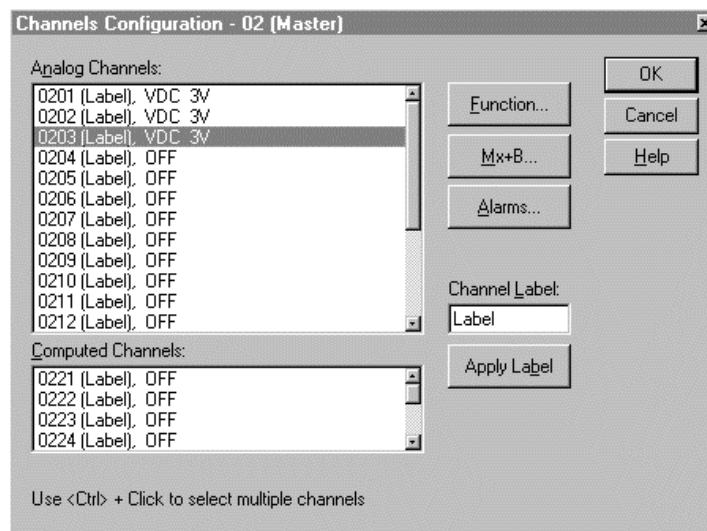 Channels Configuration - 02 (Master)
Analog Channels:
0201 (Label), VDC 3V
0202 (Label), VDC 3V
0203 (Label), VDC 3V
0204 (Label), OFF
0205 (Label), OFF
0206 (Label), OFF
0207 (Label), OFF
0208 (Label), OFF
0209 (Label), OFF
0210 (Label), OFF
0211 (Label), OFF
0212 (Label), OFF
Computed Channels:
0221 (Label), OFF
0222 (Label), OFF
0223 (Label), OFF
0224 (Label), OFF
Use <Ctrl> + Click to select multiple channels
Function...
Mx+B...
Alarms...
Channel Label:
Label
Apply Label
OK
Cancel
Help